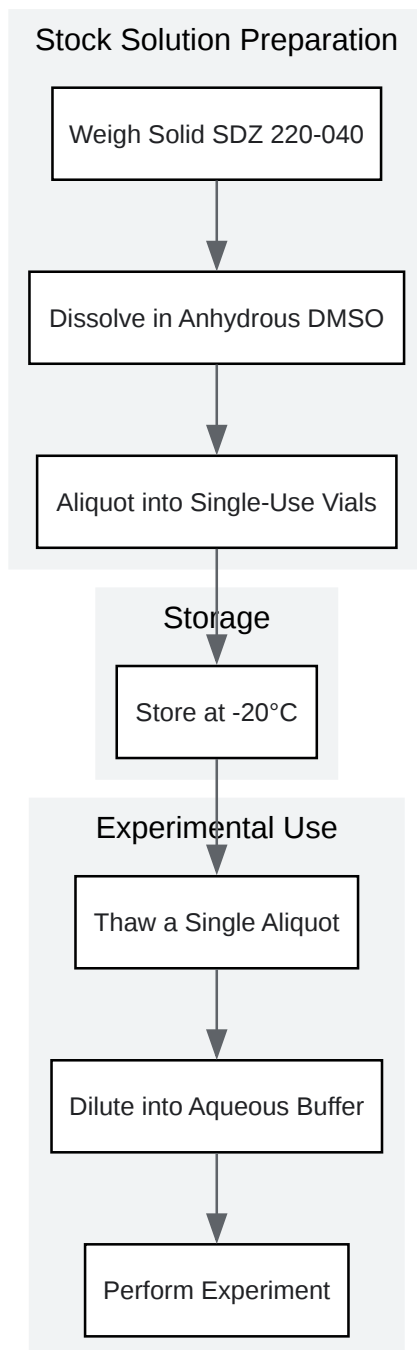 Stock Solution Preparation
Weigh Solid SDZ 220-040
Dissolve in Anhydrous DMSO
Aliquot into Single-Use Vials
Storage
Store at -20°C
Experimental Use
Thaw a Single Aliquot
Dilute into Aqueous Buffer
Perform Experiment